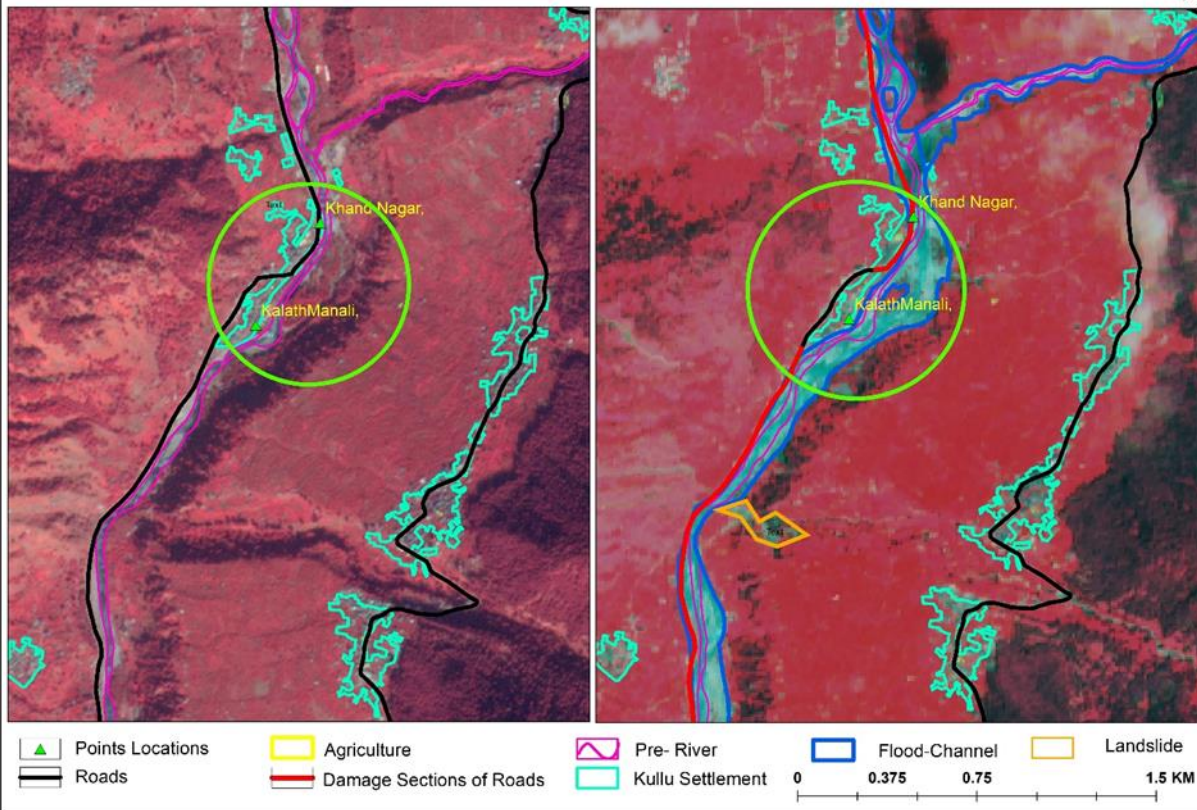 Khand Nagar,
KalathManali,
Khand Nagar,
KalathManali,
Points Locations
Agriculture
Pre- River
Flood-Channel
Landslide
Roads
Damage Sections of Roads
Kullu Settlement
0 0.375 0.75 1.5 KM